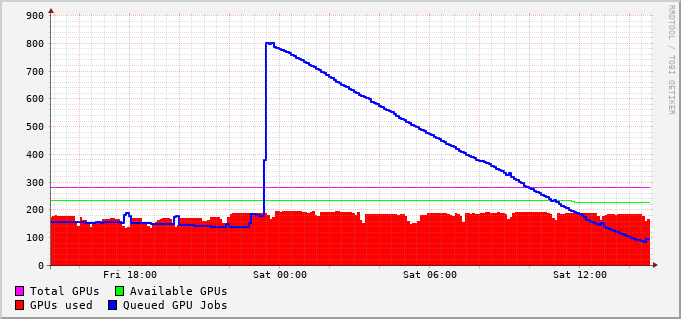 900
800
700
600
500
400
300
200
100
0
Fri 18:00 Sat 00:00 Sat 06:00 Sat 12:00
Total GPUs Available GPUs
GPUs used Queued GPU Jobs
RRDTOOL / TOBI OETIKER